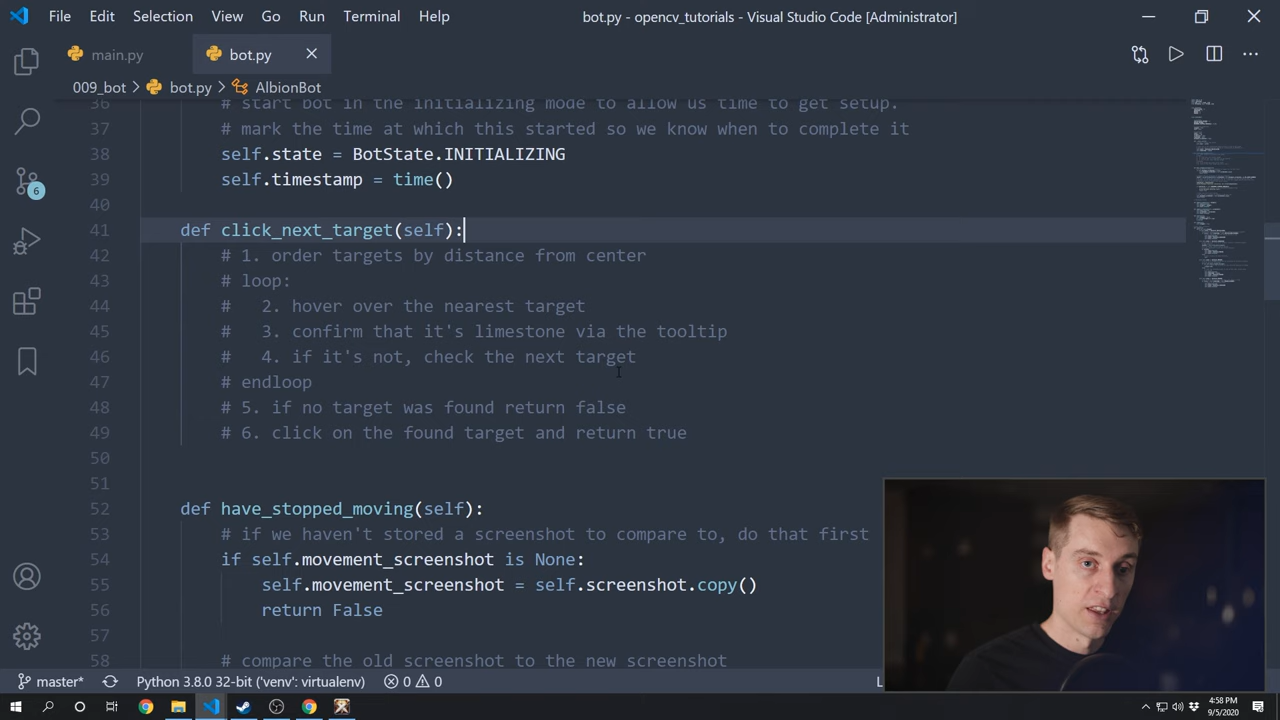 File Edit Selection View Go Run Terminal Help bot.py - opencv_tutorials - Visual Studio Code [Administrator]
main.py bot.py
009_bot > bot.py > AlbionBot
36 # start bot in the initializing mode to allow us time to get setup.
37 # mark the time at which this started so we know when to complete it
38 self.state = BotState.INITIALIZING
39 self.timestamp = time()
40
41 def click_next_target(self):
42 # 1. order targets by distance from center
43 # loop:
44 # 2. hover over the nearest target
45 # 3. confirm that it's limestone via the tooltip
46 # 4. if it's not, check the next target
47 # endloop
48 # 5. if no target was found return false
49 # 6. click on the found target and return true
50
51
52 def have_stopped_moving(self):
53 # if we haven't stored a screenshot to compare to, do that first
54 if self.movement_screenshot is None:
55 self.movement_screenshot = self.screenshot.copy()
56 return False
57
58 # compare the old screenshot to the new screenshot
6
master* Python 3.8.0 32-bit ('venv': virtualenv) 0 0 L
4:58 PM
9/5/2020